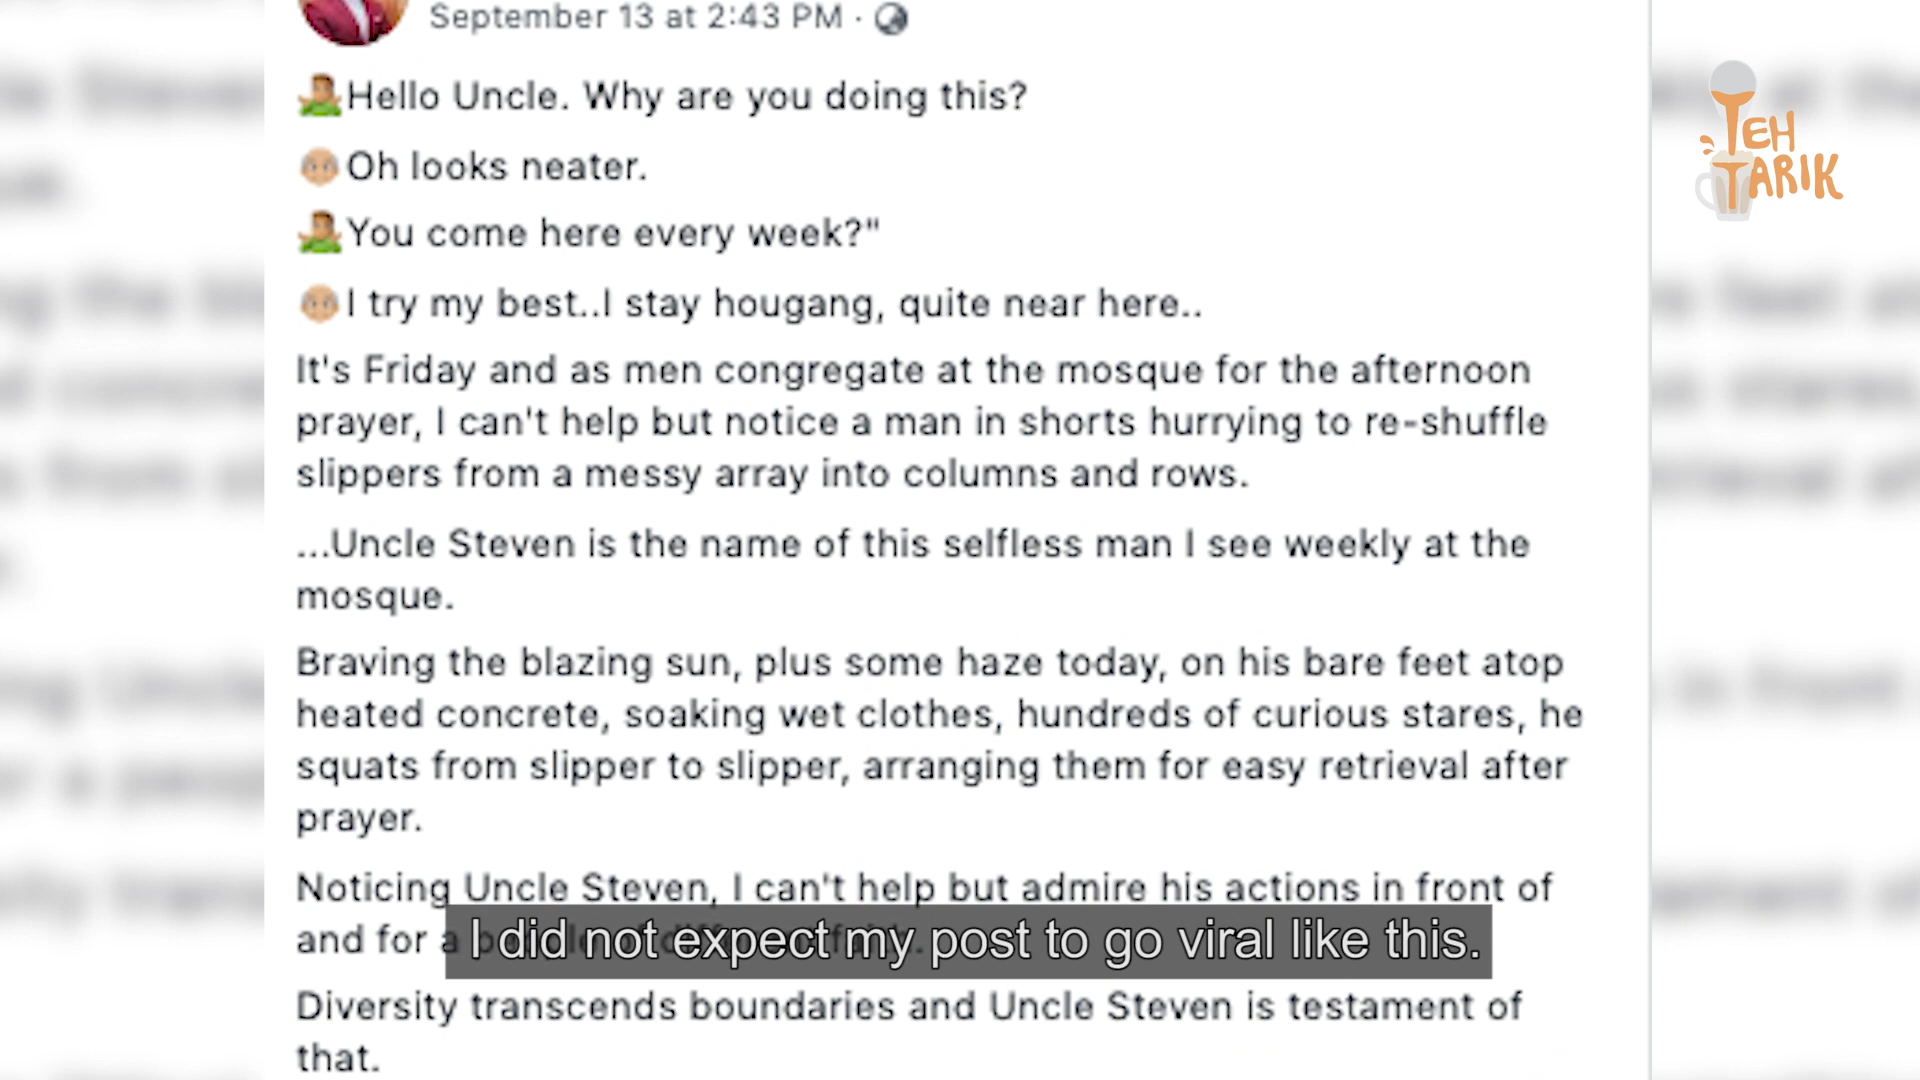 September 13 at 2:43 PM ·
Hello Uncle. Why are you doing this?
Oh looks neater.
You come here every week?"
I try my best..I stay hougang, quite near here..
It's Friday and as men congregate at the mosque for the afternoon
prayer, I can't help but notice a man in shorts hurrying to re-shuffle
slippers from a messy array into columns and rows.
...Uncle Steven is the name of this selfless man I see weekly at the
mosque.
Braving the blazing sun, plus some haze today, on his bare feet atop
heated concrete, soaking wet clothes, hundreds of curious stares, he
squats from slipper to slipper, arranging them for easy retrieval after
prayer.
Noticing Uncle Steven, I can't help but admire his actions in front of
and for a
I did not expect my post to go viral like this.
Diversity transcends boundaries and Uncle Steven is testament of
that.
TEH
TARIK